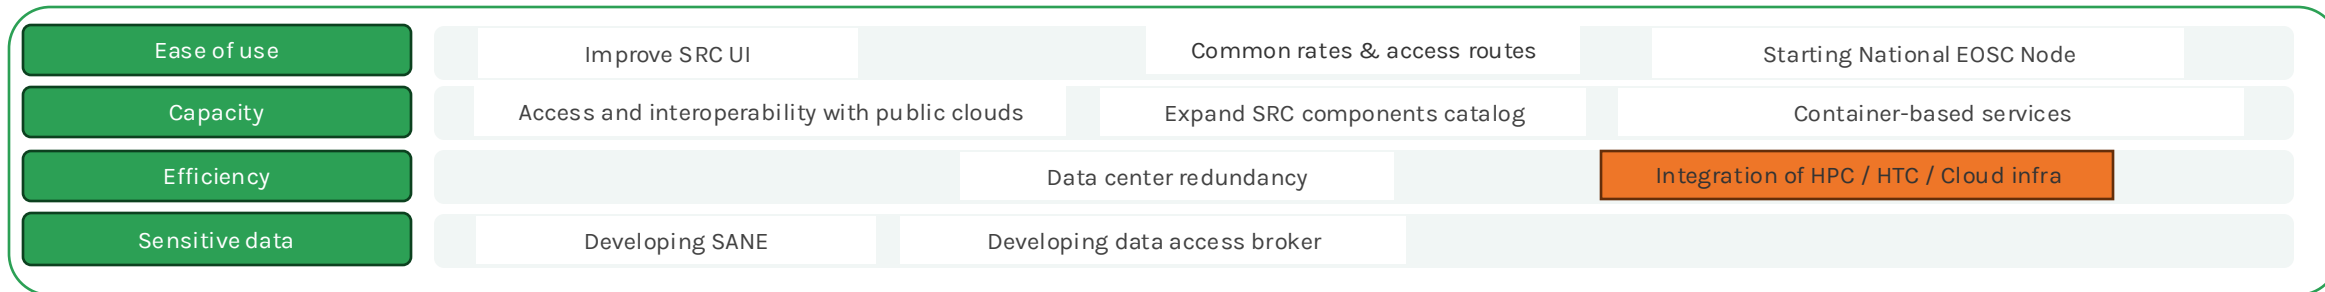 Ease of use
Improve SRC UI
Common rates & access routes
Starting National EOSC Node
Capacity
Access and interoperability with public clouds
Expand SRC components catalog
Container-based services
Efficiency
Data center redundancy
Integration of HPC / HTC / Cloud infra
Sensitive data
Developing SANE
Developing data access broker